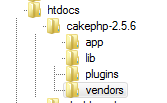 htdocs
cakephp-2.5.6
app
lib
plugins
vendors